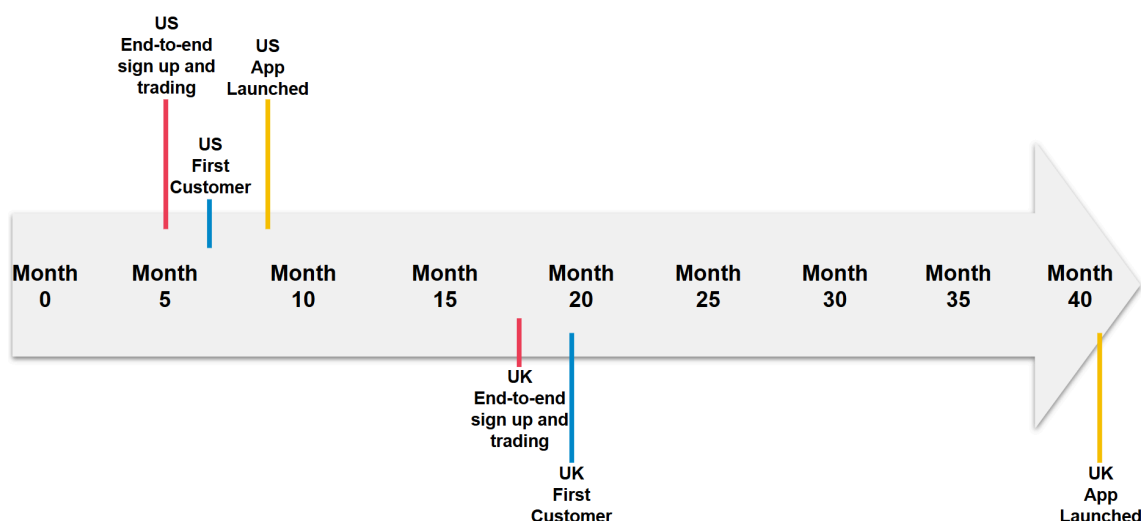 US
End-to-end
sign up and
trading
US
App
Launched
US
First
Customer
Month
0
Month
5
Month
10
Month
15
Month
20
Month
25
Month
30
Month
35
Month
40
UK
End-to-end
sign up and
trading
UK
First
Customer
UK
App
Launched